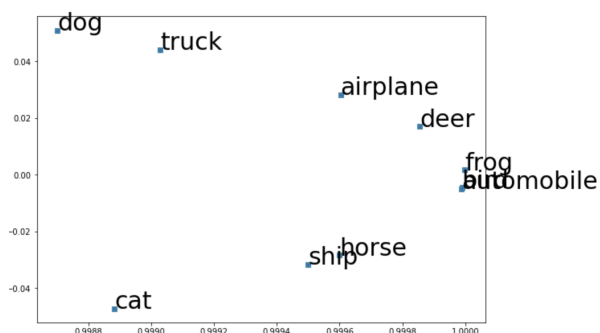 dog
truck
0.04
airplane
0.02
deer
frog
0.00
bird
automobile
−0.02
horse
ship
−0.04
cat
0.9988 0.9990 0.9992 0.9994 0.9996 0.9998 1.0000